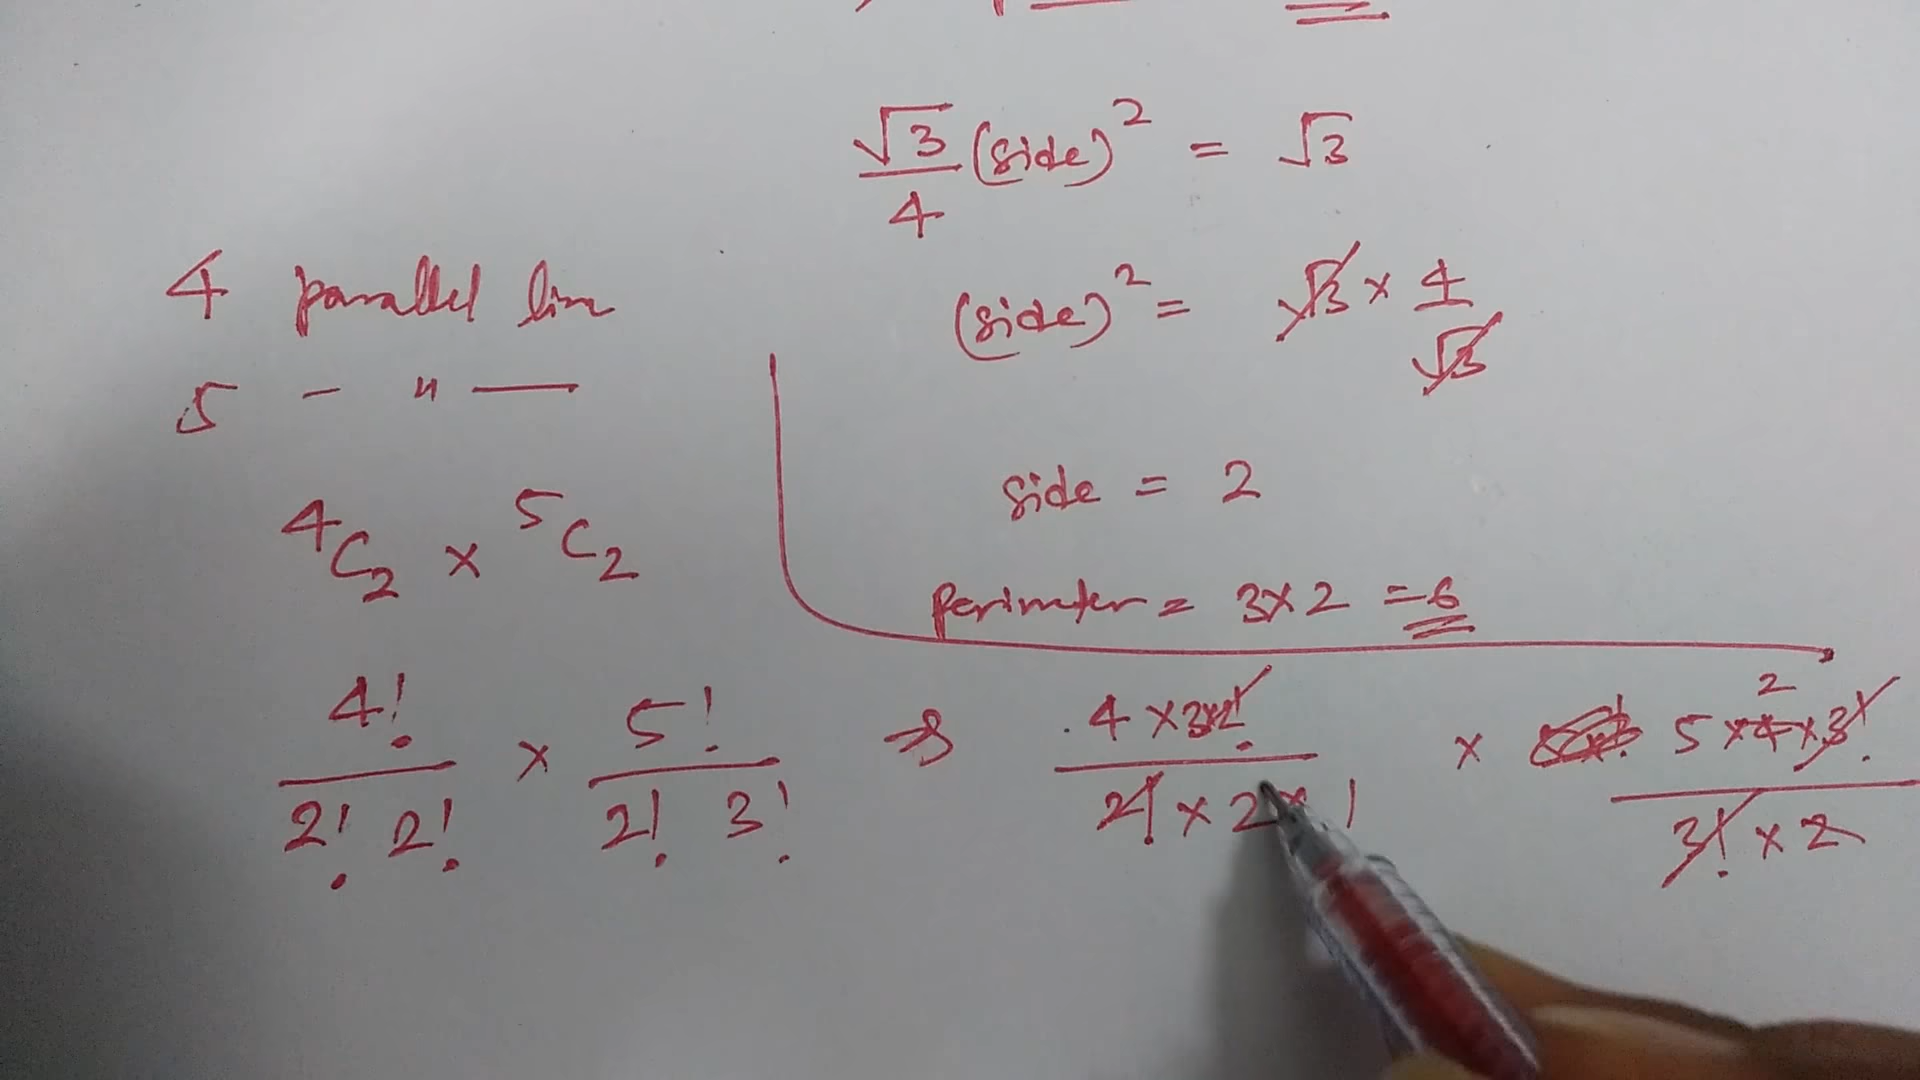 √3/4 (side)² = √3
(side)² = √3 × 4/√3
side = 2
perimeter = 3×2 = 6
4 parallel line
5 — " —
⁴C₂ × ⁵C₂
4!/2! 2! × 5!/2! 3! ⇒ 4×3×2!/2! × 2 × 1 × 5×4×3!/3! × 2
2